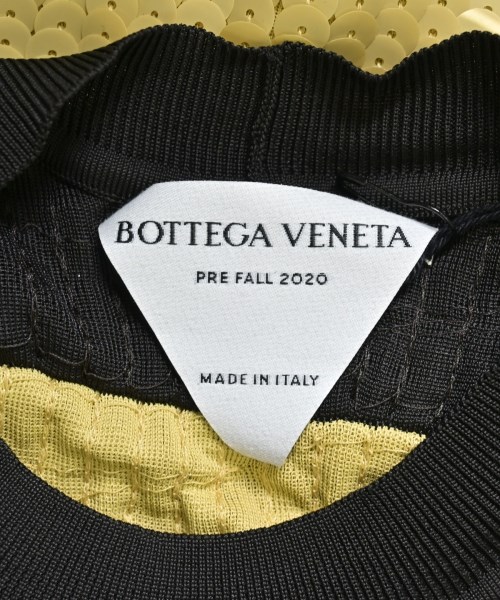 BOTTEGA VENETA
PRE FALL 2020
MADE IN ITALY